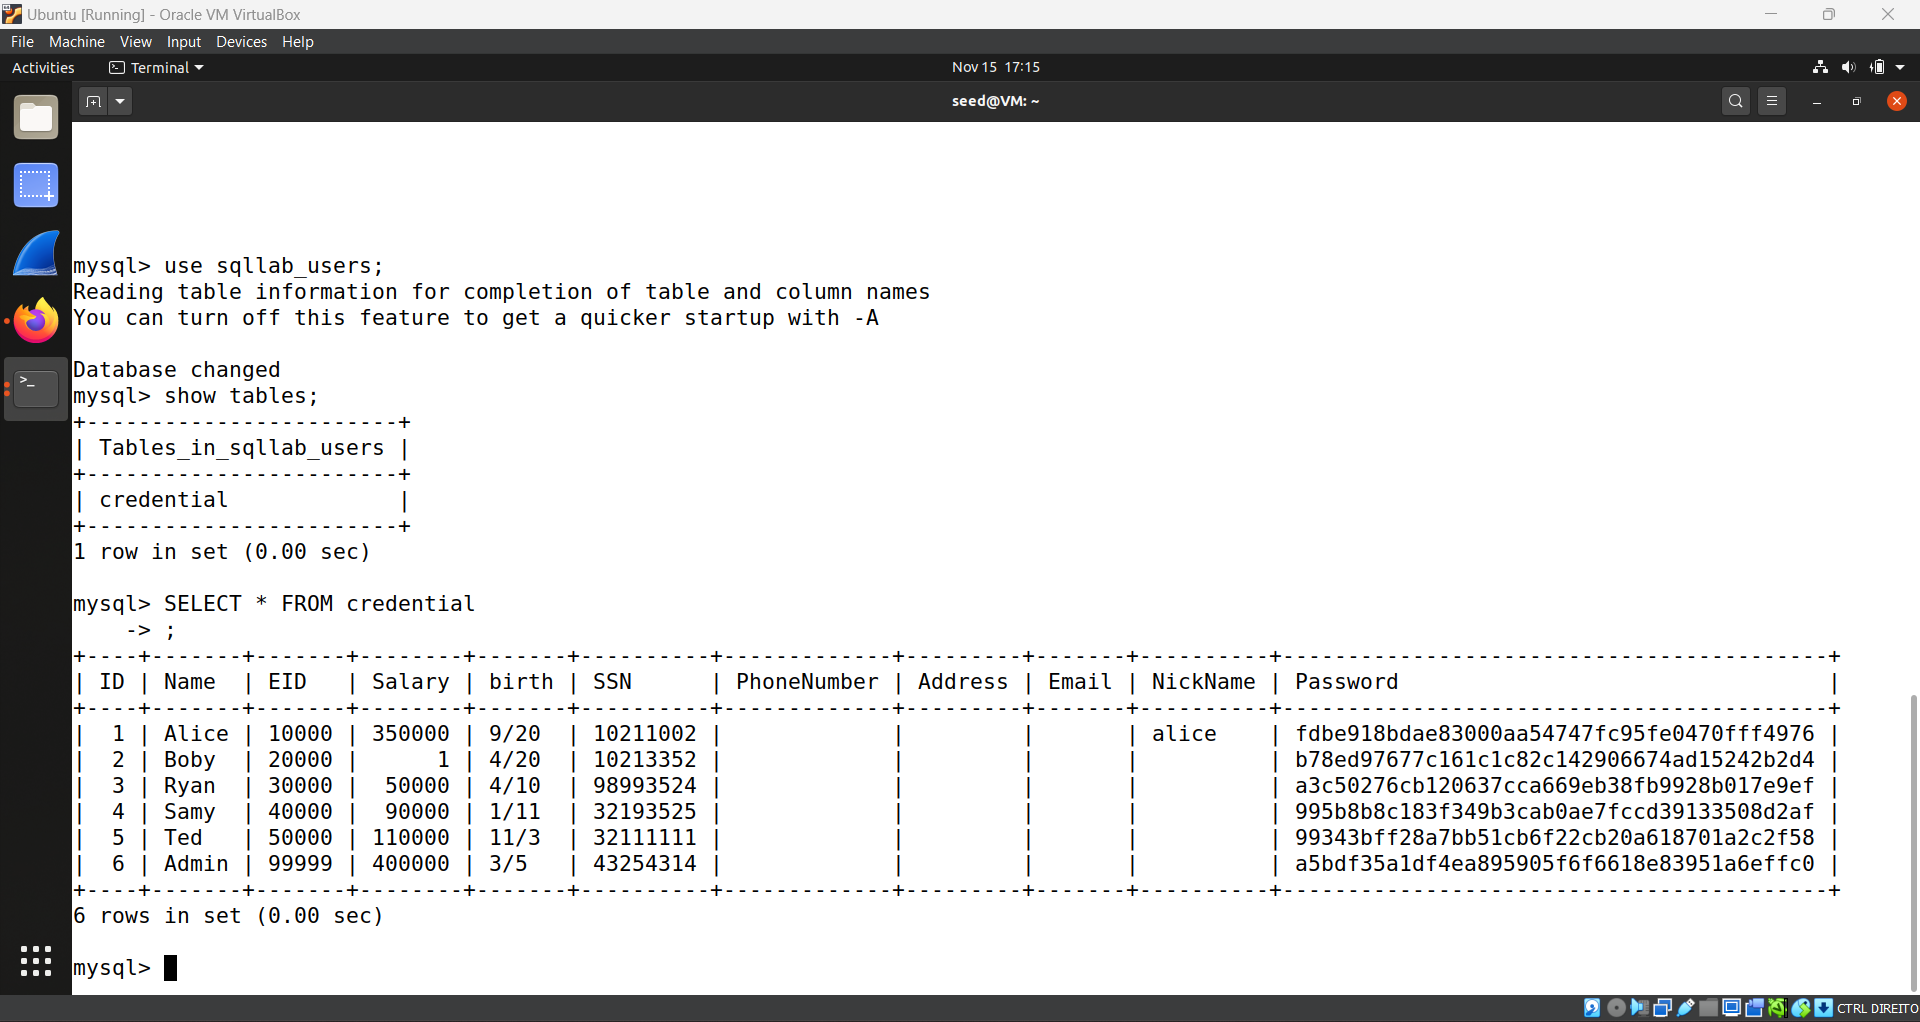 Ubuntu [Running] - Oracle VM VirtualBox
File Machine View Input Devices Help
Activities Terminal Nov 15 17:15
seed@VM: ~
mysql> use sqllab_users;
Reading table information for completion of table and column names
You can turn off this feature to get a quicker startup with -A
Database changed
mysql> show tables;
+------------------------+
| Tables_in_sqllab_users |
+------------------------+
| credential             |
+------------------------+
1 row in set (0.00 sec)
mysql> SELECT * FROM credential
    -> ;
+----+-------+-------+--------+-------+----------+-------------+---------+-------+----------+------------------------------------------+
| ID | Name  | EID   | Salary | birth | SSN      | PhoneNumber | Address | Email | NickName | Password                                 |
+----+-------+-------+--------+-------+----------+-------------+---------+-------+----------+------------------------------------------+
|  1 | Alice | 10000 | 350000 | 9/20  | 10211002 |             |         |       | alice    | fdbe918bdae83000aa54747fc95fe0470fff4976 |
|  2 | Boby  | 20000 |      1 | 4/20  | 10213352 |             |         |       |          | b78ed97677c161c1c82c142906674ad15242b2d4 |
|  3 | Ryan  | 30000 |  50000 | 4/10  | 98993524 |             |         |       |          | a3c50276cb120637cca669eb38fb9928b017e9ef |
|  4 | Samy  | 40000 |  90000 | 1/11  | 32193525 |             |         |       |          | 995b8b8c183f349b3cab0ae7fccd39133508d2af |
|  5 | Ted   | 50000 | 110000 | 11/3  | 32111111 |             |         |       |          | 99343bff28a7bb51cb6f22cb20a618701a2c2f58 |
|  6 | Admin | 99999 | 400000 | 3/5   | 43254314 |             |         |       |          | a5bdf35a1df4ea895905f6f6618e83951a6effc0 |
+----+-------+-------+--------+-------+----------+-------------+---------+-------+----------+------------------------------------------+
6 rows in set (0.00 sec)
mysql>
CTRL DIREITO